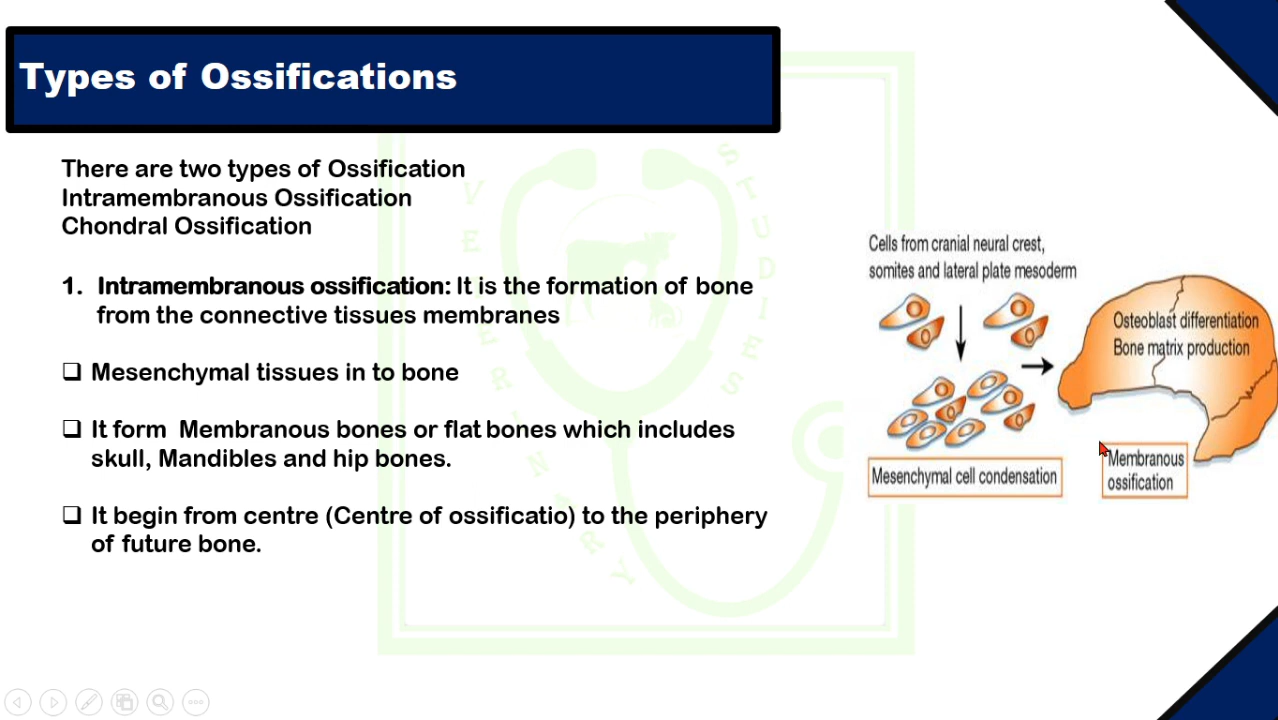 Types of Ossifications
There are two types of Ossification
Intramembranous Ossification
Chondral Ossification
1. Intramembranous ossification: It is the formation of bone
from the connective tissues membranes
Mesenchymal tissues in to bone
It form Membranous bones or flat bones which includes
skull, Mandibles and hip bones.
It begin from centre (Centre of ossificatio) to the periphery
of future bone.
Cells from cranial neural crest,
somites and lateral plate mesoderm
Osteoblast differentiation
Bone matrix production
Mesenchymal cell condensation
Membranous
ossification
VETERINARY
STUDIES